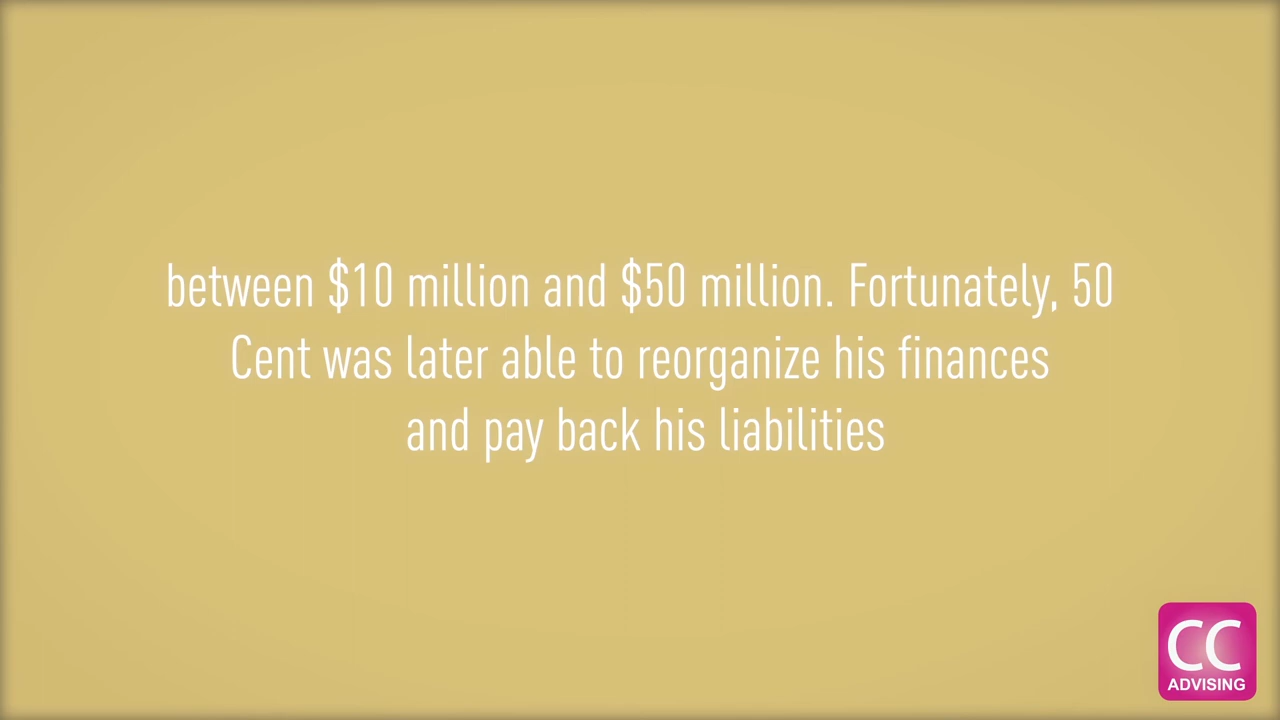 between $10 million and $50 million. Fortunately, 50
Cent was later able to reorganize his finances
and pay back his liabilities
CC
ADVISING